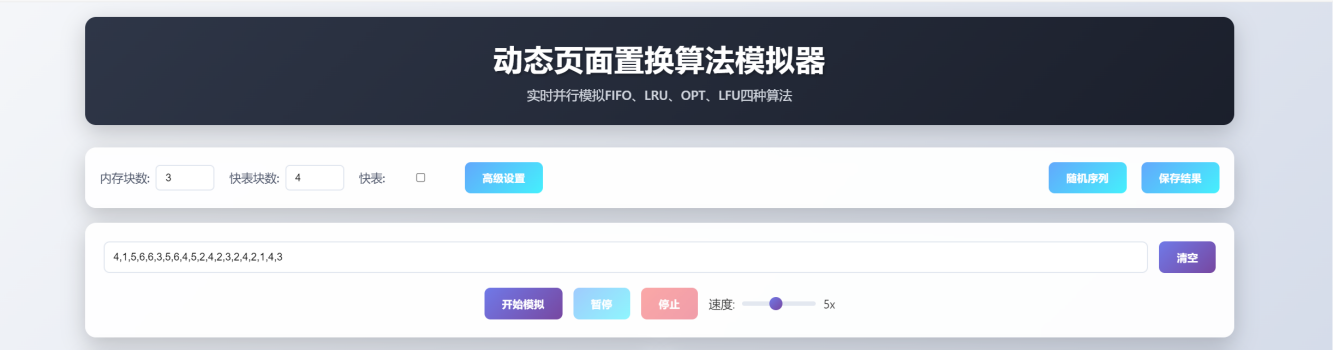 动态页面置换算法模拟器
实时并行模拟FIFO、LRU、OPT、LFU四种算法
内存块数: 3 快表块数: 4 快表: 高级设置 随机序列 保存结果
4,1,5,6,6,3,5,6,4,5,2,4,2,3,2,4,2,1,4,3 清空
开始模拟 暂停 停止 速度: 5x